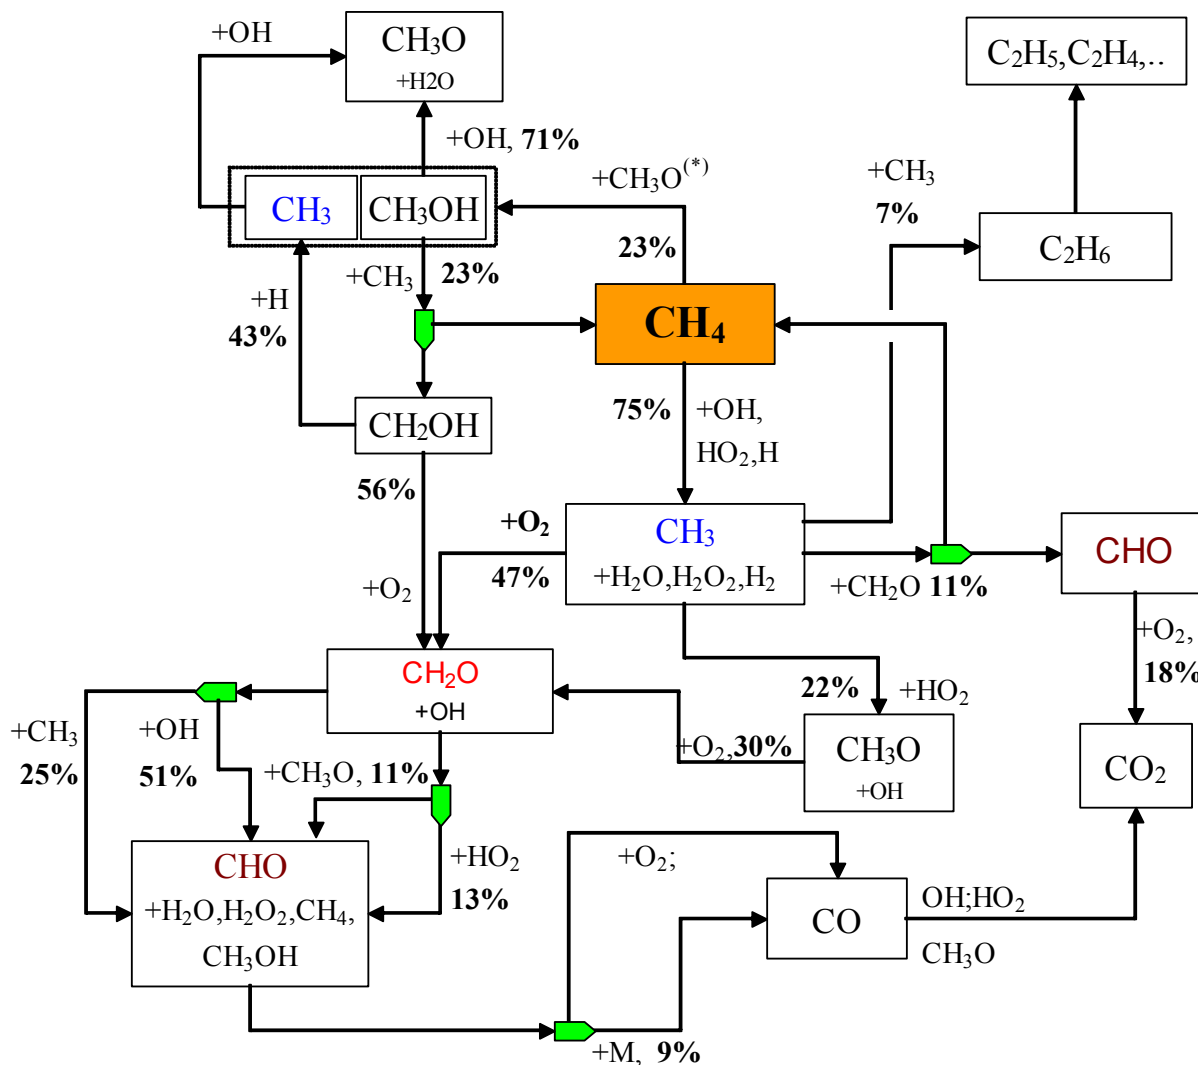 +OH
CH3O
+H2O
C₂H₅,C₂H₄,..
+OH, 71%
+CH₃O⁽*⁾
+CH₃
7%
CH₃
CH₃OH
C₂H₆
+CH₃
23%
23%
+H
43%
CH₄
CH2OH
75%
+OH,
HO₂,H
56%
+O₂
47%
CH₃
+H₂O,H₂O₂,H₂
CHO
+O₂
+CH₂O 11%
+O₂,
18%
CH₂O
+OH
22%
+HO₂
+CH₃
25%
+OH
51%
+CH₃O, 11%
+O₂,30%
CH₃O
+OH
CO₂
CHO
+H₂O,H₂O₂,CH₄,
CH₃OH
+HO₂
13%
+O₂;
CO
OH;HO₂
CH₃O
+M, 9%